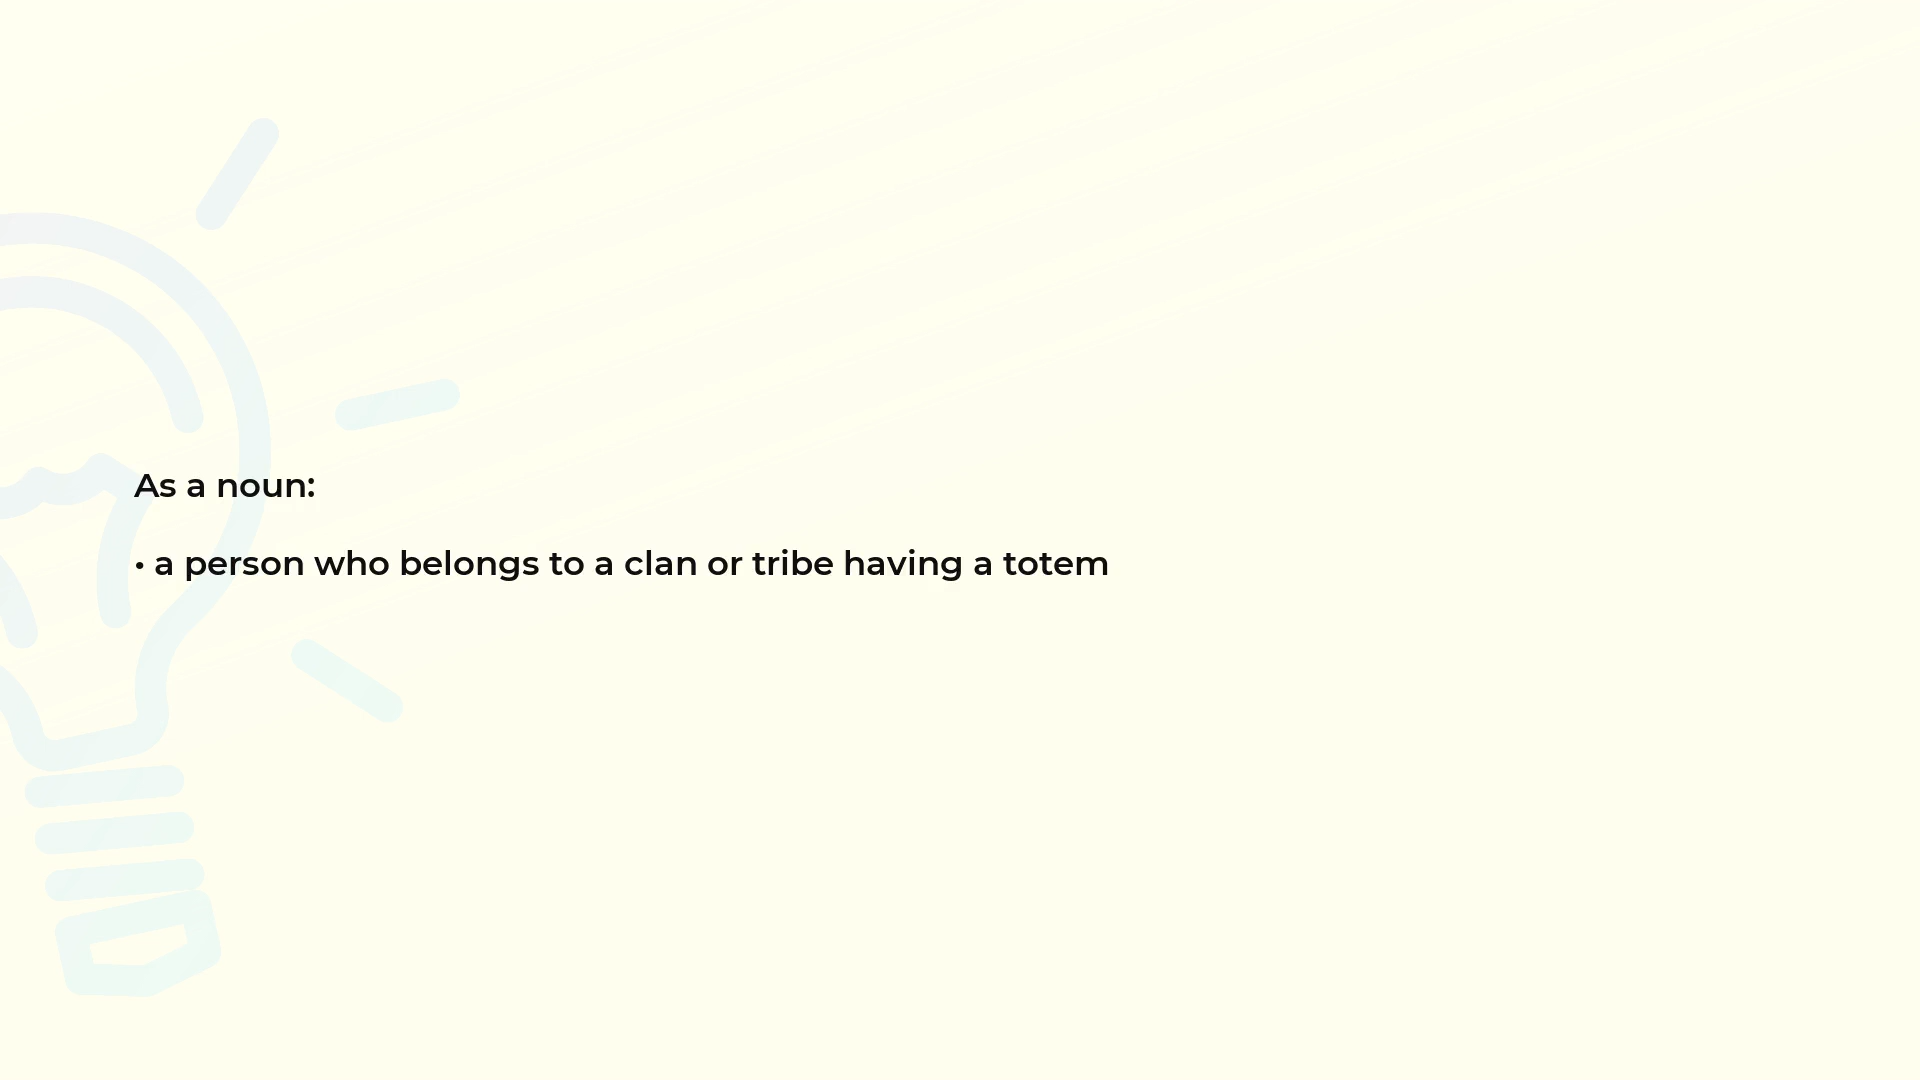 As a noun:
• a person who belongs to a clan or tribe having a totem